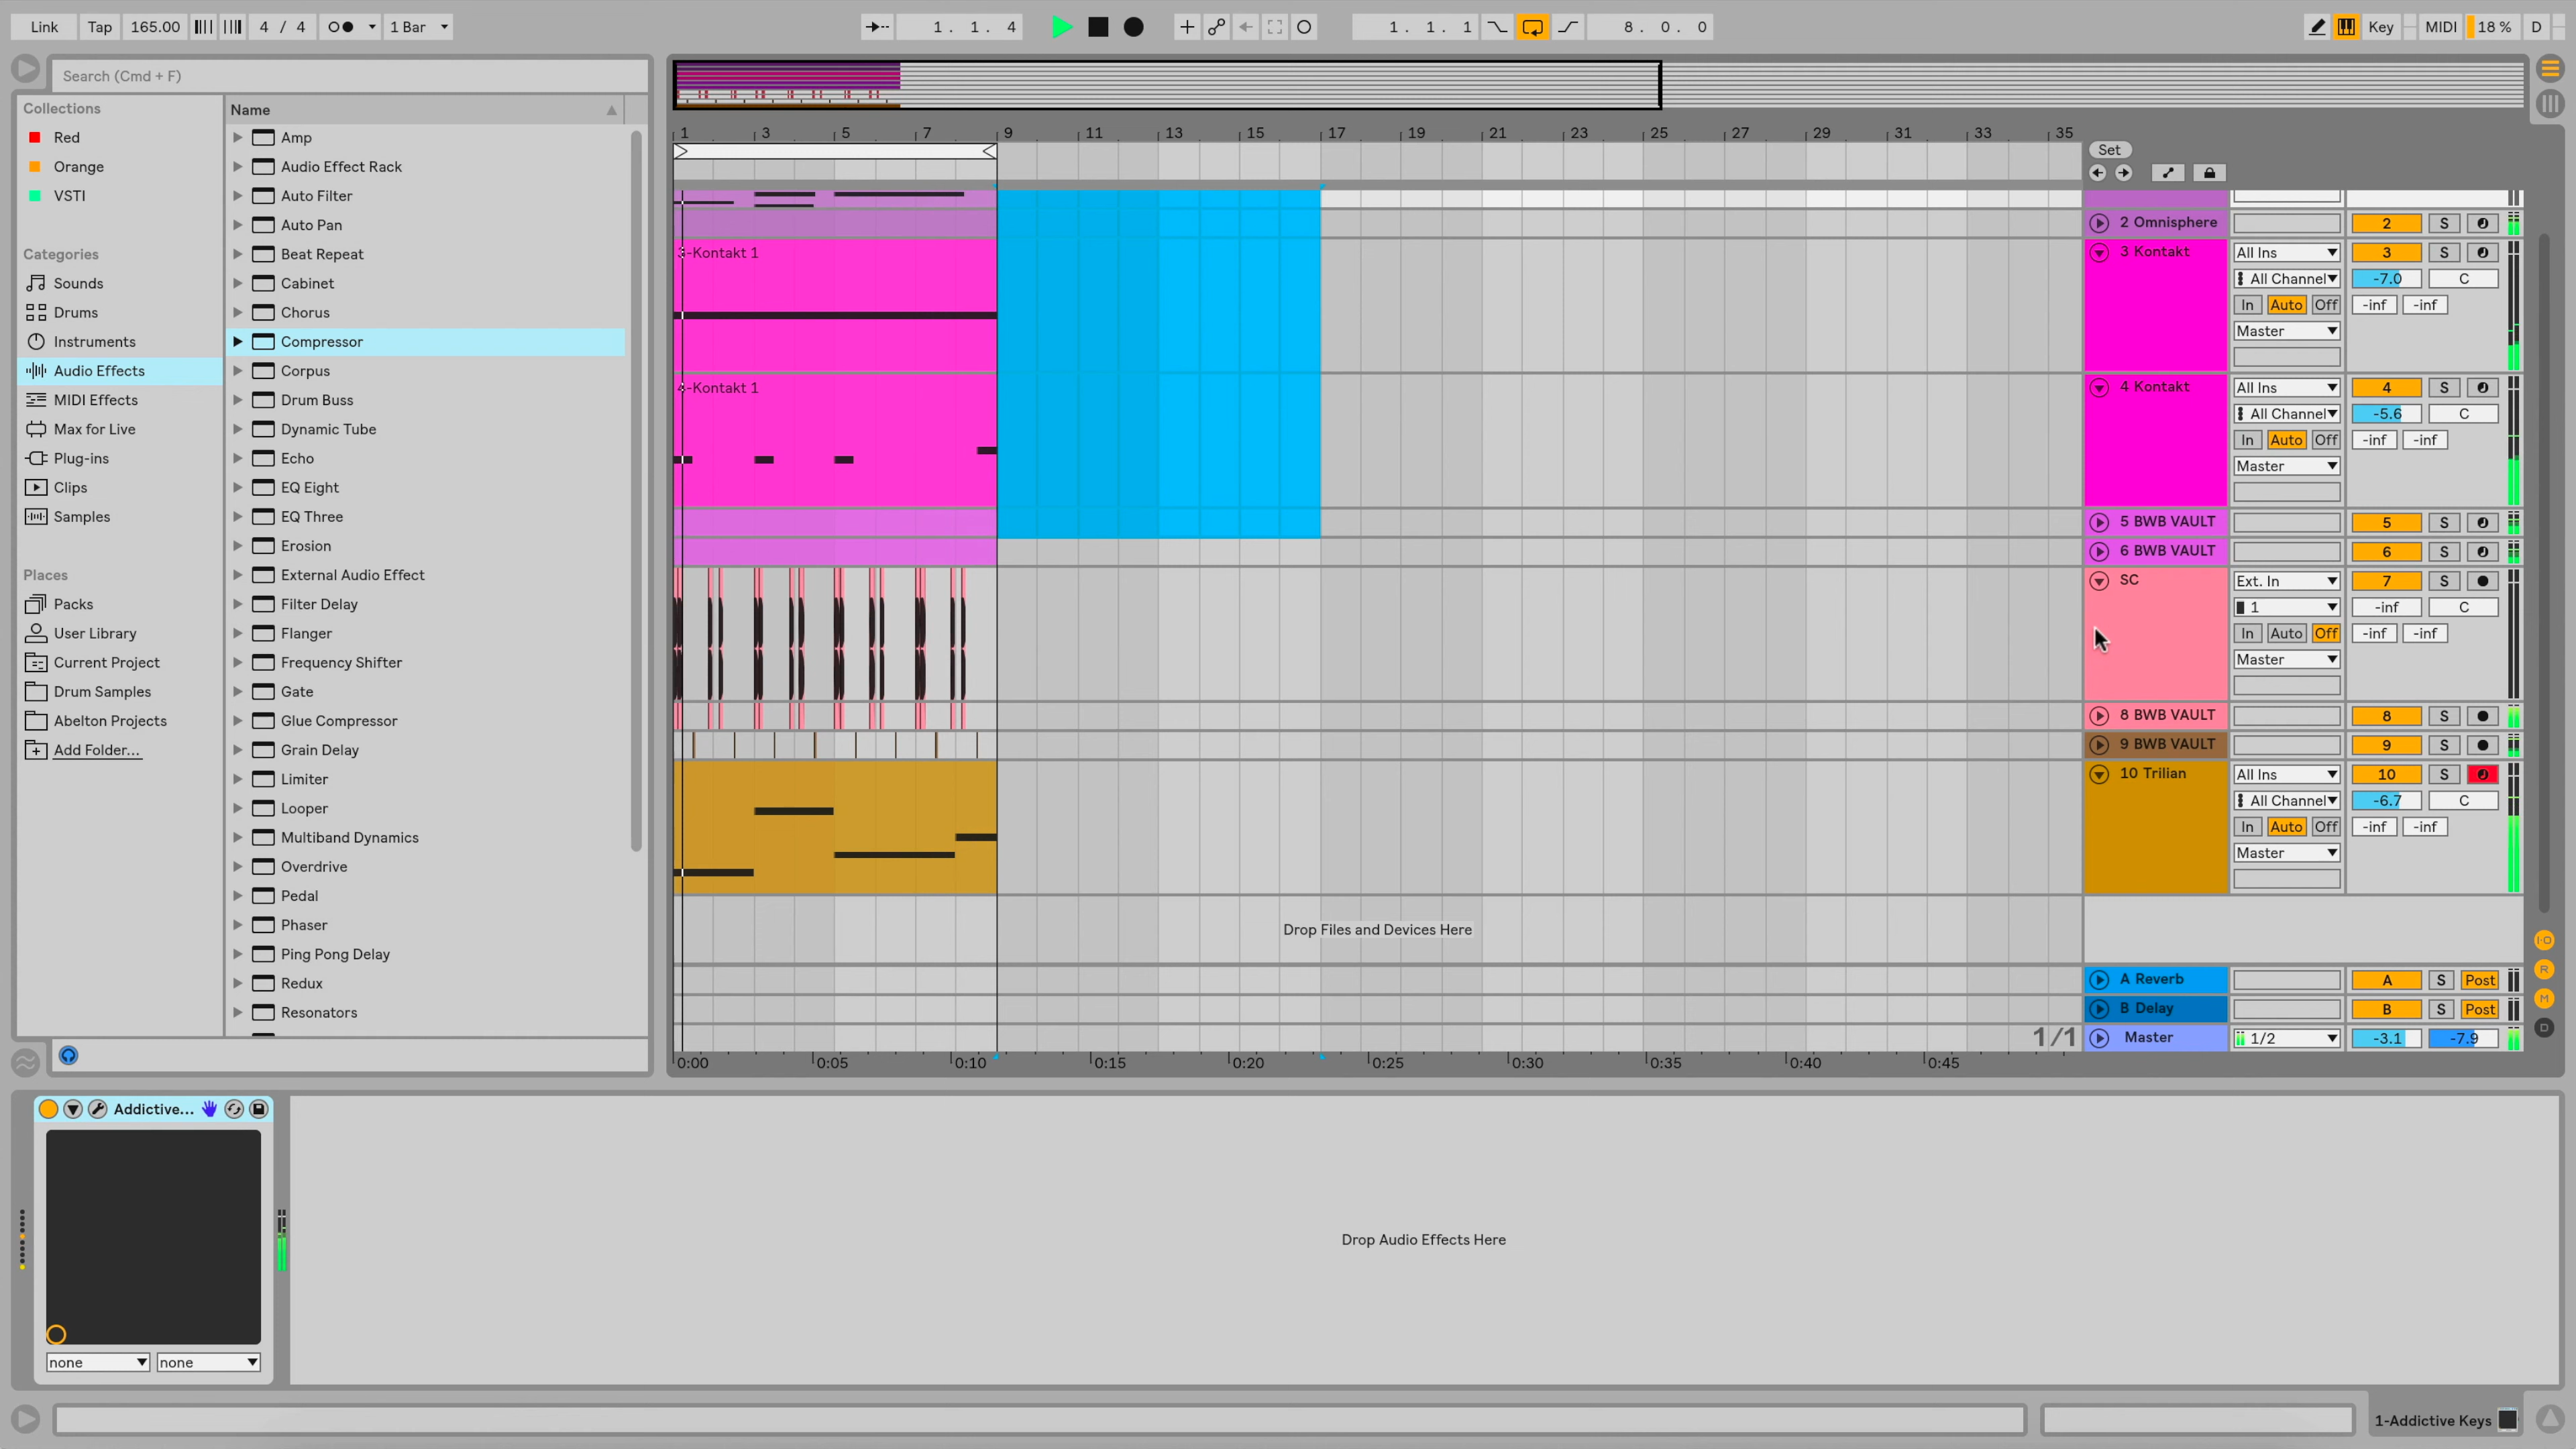 Link Tap 165.00 4 / 4 1 Bar 1. 1. 4 1. 1. 1 8. 0. 0 Key MIDI 18 % D
Search (Cmd + F)
Collections
Red
Orange
VSTI
Categories
Sounds
Drums
Instruments
Audio Effects
MIDI Effects
Max for Live
Plug-ins
Clips
Samples
Places
Packs
User Library
Current Project
Drum Samples
Abelton Projects
Add Folder...
Name
Amp
Audio Effect Rack
Auto Filter
Auto Pan
Beat Repeat
Cabinet
Chorus
Compressor
Corpus
Drum Buss
Dynamic Tube
Echo
EQ Eight
EQ Three
Erosion
External Audio Effect
Filter Delay
Flanger
Frequency Shifter
Gate
Glue Compressor
Grain Delay
Limiter
Looper
Multiband Dynamics
Overdrive
Pedal
Phaser
Ping Pong Delay
Redux
Resonators
1 3 5 7 9 11 13 15 17 19 21 23 25 27 29 31 33 35
Set
-Kontakt 1
-Kontakt 1
Drop Files and Devices Here
1/1
0:00 0:05 0:10 0:15 0:20 0:25 0:30 0:35 0:40 0:45
2 Omnisphere 2 S
3 Kontakt All Ins 3 S
All Channel -7.0 C
In Auto Off -inf -inf
Master
4 Kontakt All Ins 4 S
All Channel -5.6 C
In Auto Off -inf -inf
Master
5 BWB VAULT 5 S
6 BWB VAULT 6 S
SC Ext. In 7 S
1 -inf C
In Auto Off -inf -inf
Master
8 BWB VAULT 8 S
9 BWB VAULT 9 S
10 Trilian All Ins 10 S
All Channel -6.7 C
In Auto Off -inf -inf
Master
A Reverb A S Post
B Delay B S Post
Master 1/2 -3.1 -7.9
I·O
R
M
D
Addictive...
none none
Drop Audio Effects Here
1-Addictive Keys